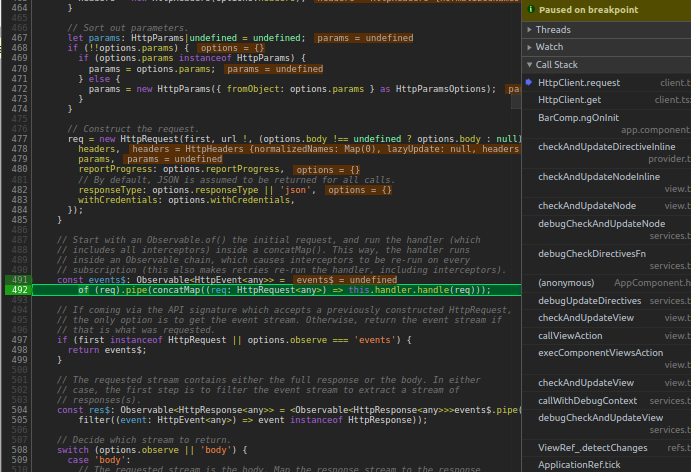 464 }
466 // Sort out parameters.
467 let params: HttpParams|undefined = undefined; params = undefined
468 if (!!options.params) { options = {}
469 if (options.params instanceof HttpParams) {
470 params = options.params; params = undefined
471 } else {
472 params = new HttpParams({ fromObject: options.params } as HttpParamsOptions); pa
473 }
474 }
475
476 // Construct the request.
477 req = new HttpRequest(first, url !, (options.body !== undefined ? options.body : null)
478 headers, headers = HttpHeaders {normalizedNames: Map(0), lazyUpdate: null, headers
479 params, params = undefined
480 reportProgress: options.reportProgress, options = {}
481 // By default, JSON is assumed to be returned for all calls.
482 responseType: options.responseType || 'json', options = {}
483 withCredentials: options.withCredentials,
484 });
485 }
486
487 // Start with an Observable.of() the initial request, and run the handler (which
488 // includes all interceptors) inside a concatMap(). This way, the handler runs
489 // inside an Observable chain, which causes interceptors to be re-run on every
490 // subscription (this also makes retries re-run the handler, including interceptors).
491 const events$: Observable<HttpEvent<any>> = events$ = undefined
492 of (req).pipe(concatMap((req: HttpRequest<any>) => this.handler.handle(req)));
493
494 // If coming via the API signature which accepts a previously constructed HttpRequest,
495 // the only option is to get the event stream. Otherwise, return the event stream if
496 // that is what was requested.
497 if (first instanceof HttpRequest || options.observe === 'events') {
498 return events$;
499 }
500
501 // The requested stream contains either the full response or the body. In either
502 // case, the first step is to filter the event stream to extract a stream of
503 // responses(s).
504 const res$: Observable<HttpResponse<any>> = <Observable<HttpResponse<any>>>events$.pipe(
505 filter((event: HttpEvent<any>) => event instanceof HttpResponse));
506
507 // Decide which stream to return.
508 switch (options.observe || 'body') {
509 case 'body':
Paused on breakpoint
Threads
Watch
Call Stack
HttpClient.request client.t
HttpClient.get client.ts
BarComp.ngOnInit
app.component
checkAndUpdateDirectiveInline
provider.t
checkAndUpdateNodeInline
view.t
checkAndUpdateNode view.t
debugCheckAndUpdateNode
services.t
debugCheckDirectivesFn
services.t
(anonymous) AppComponent.h
debugUpdateDirectives services.t
checkAndUpdateView view.t
callViewAction view.t
execComponentViewsAction
view.t
checkAndUpdateView view.t
callWithDebugContext services.t
debugCheckAndUpdateView
services.t
ViewRef_.detectChanges refs.t
ApplicationRef.tick